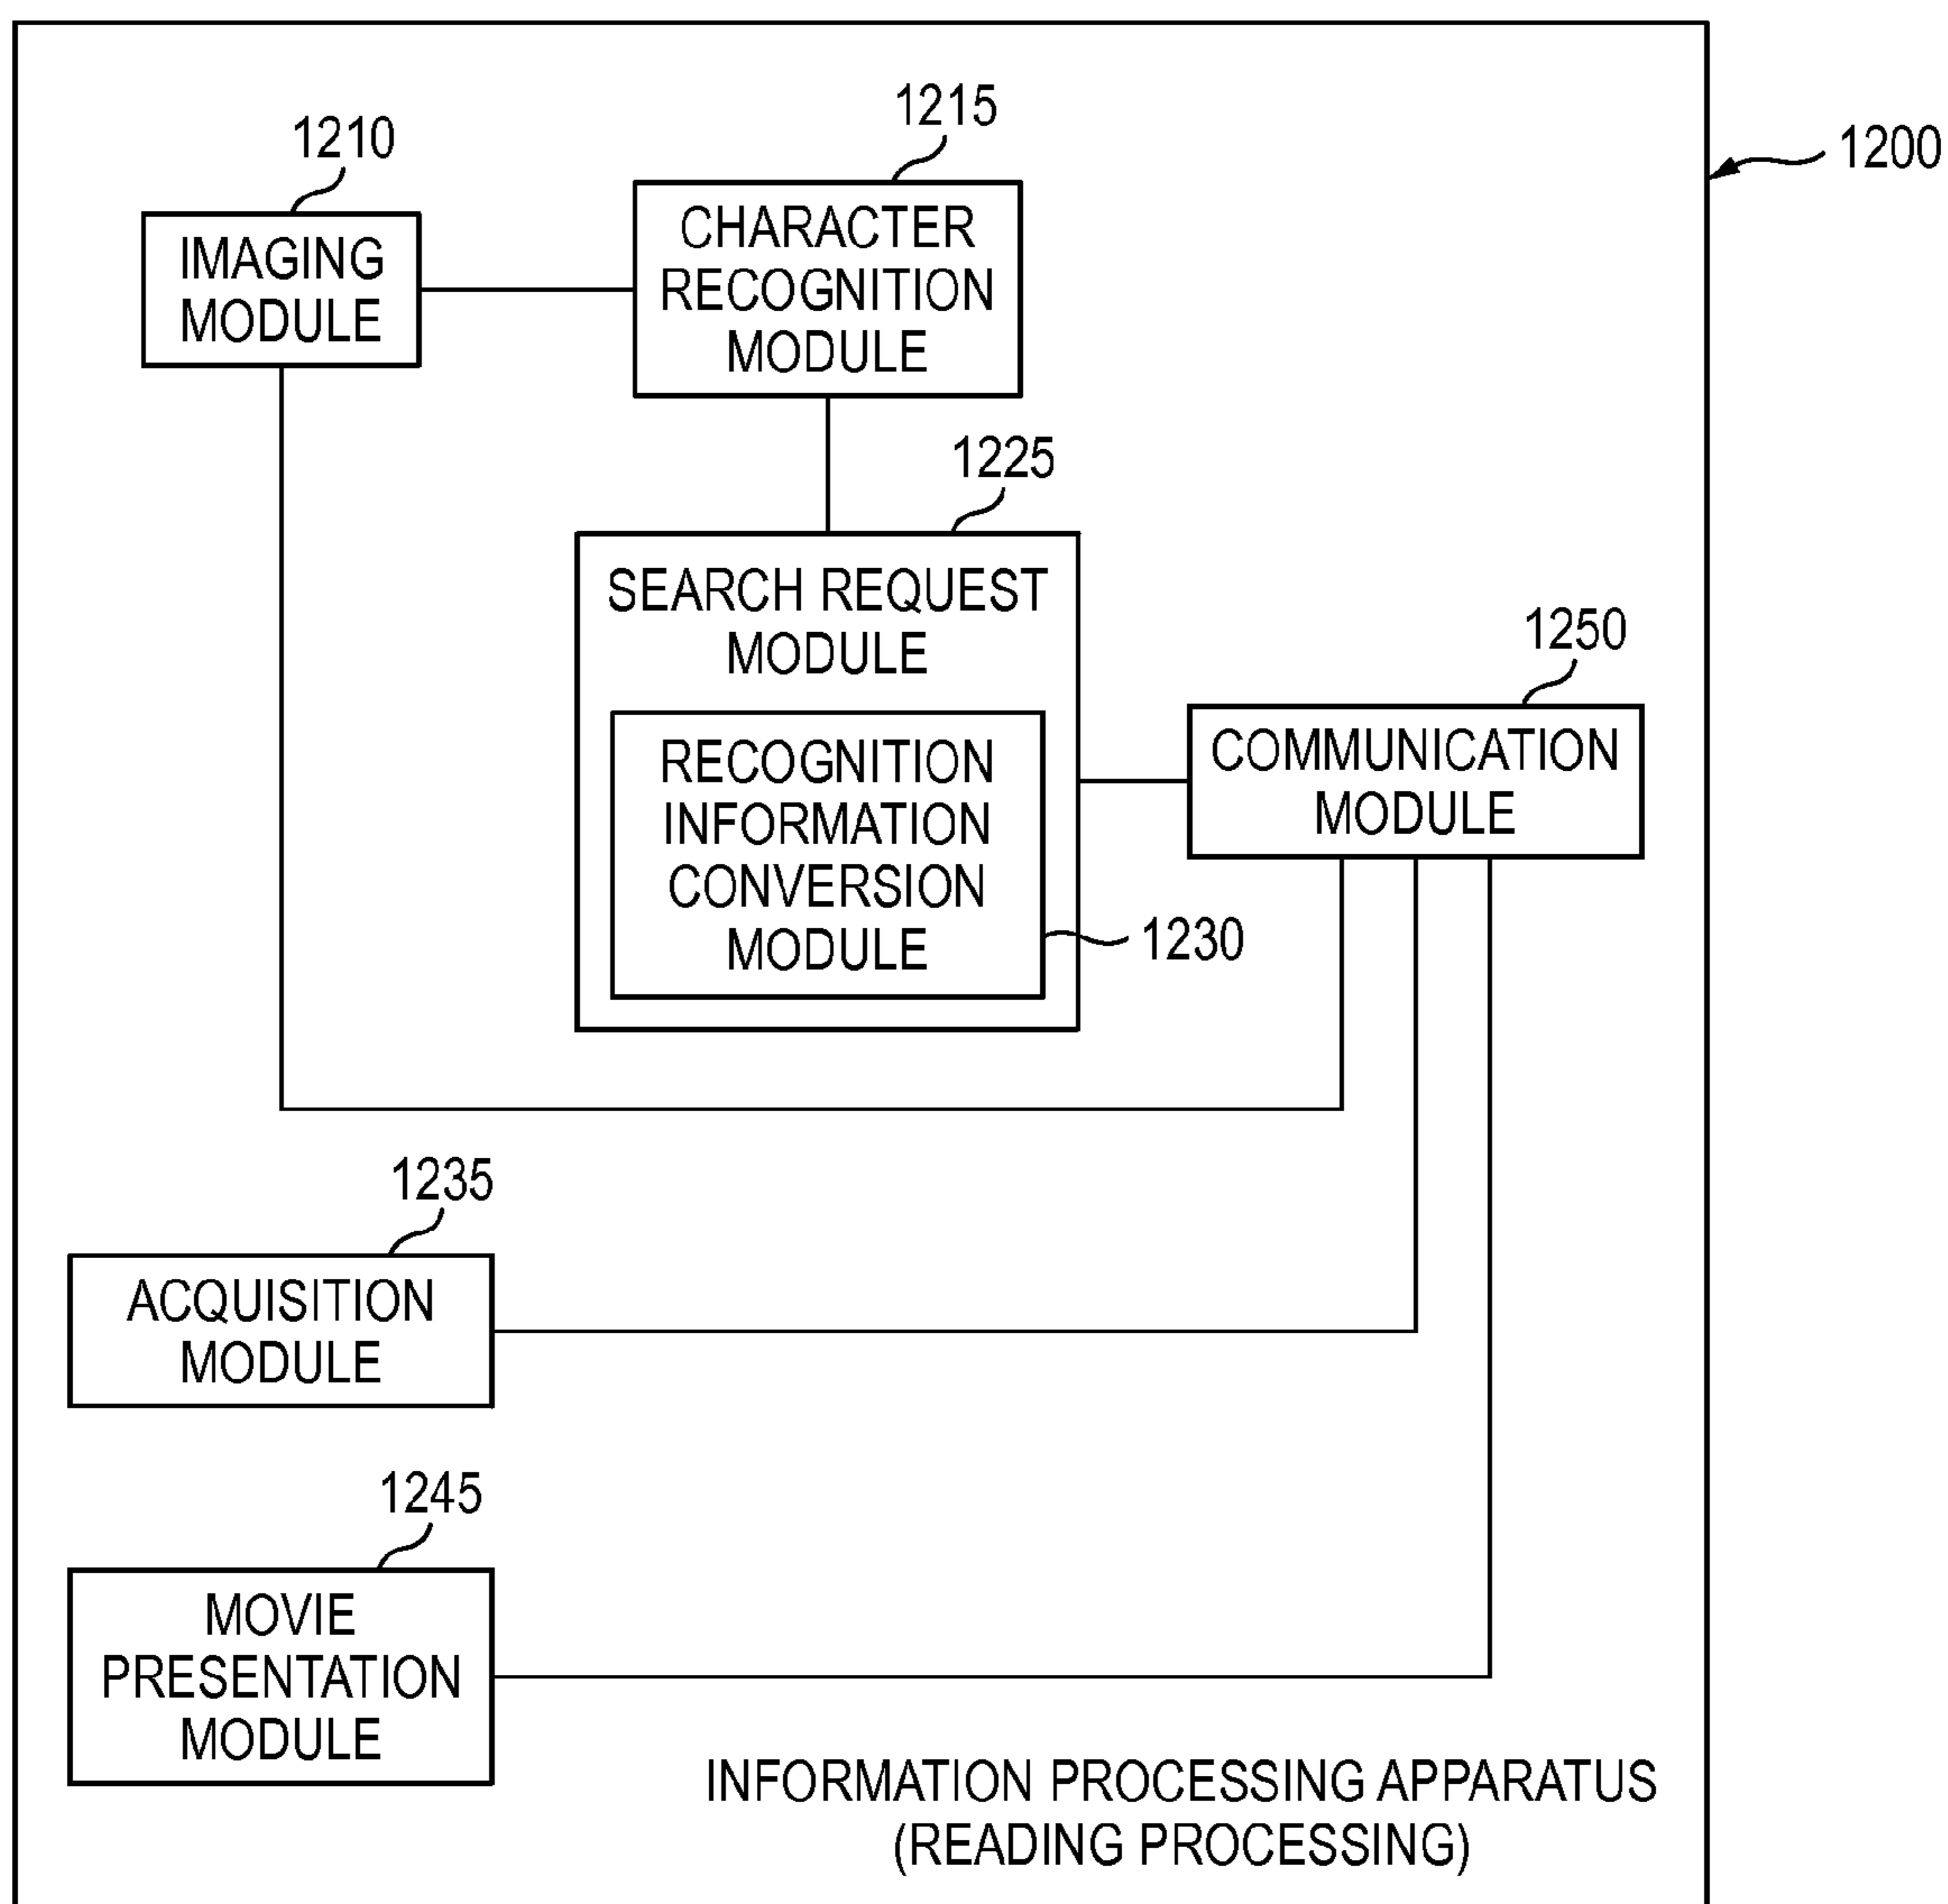 1200
1210
IMAGING
MODULE
1215
CHARACTER
RECOGNITION
MODULE
1225
SEARCH REQUEST
MODULE
RECOGNITION
INFORMATION
CONVERSION
MODULE
1230
1250
COMMUNICATION
MODULE
1235
ACQUISITION
MODULE
1245
MOVIE
PRESENTATION
MODULE
INFORMATION PROCESSING APPARATUS
(READING PROCESSING)